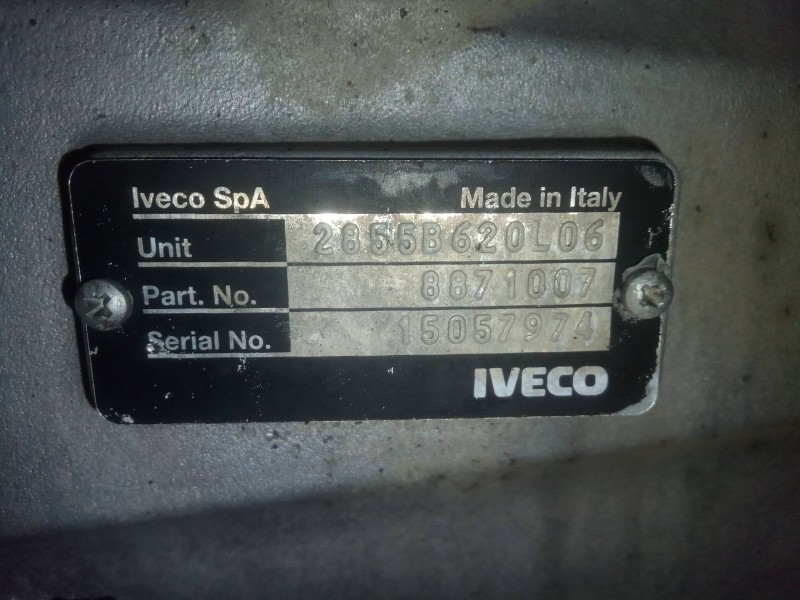 Iveco SpA Made in Italy
Unit 2855B620L06
Part. No. 8871007
Serial No. 15057974
IVECO